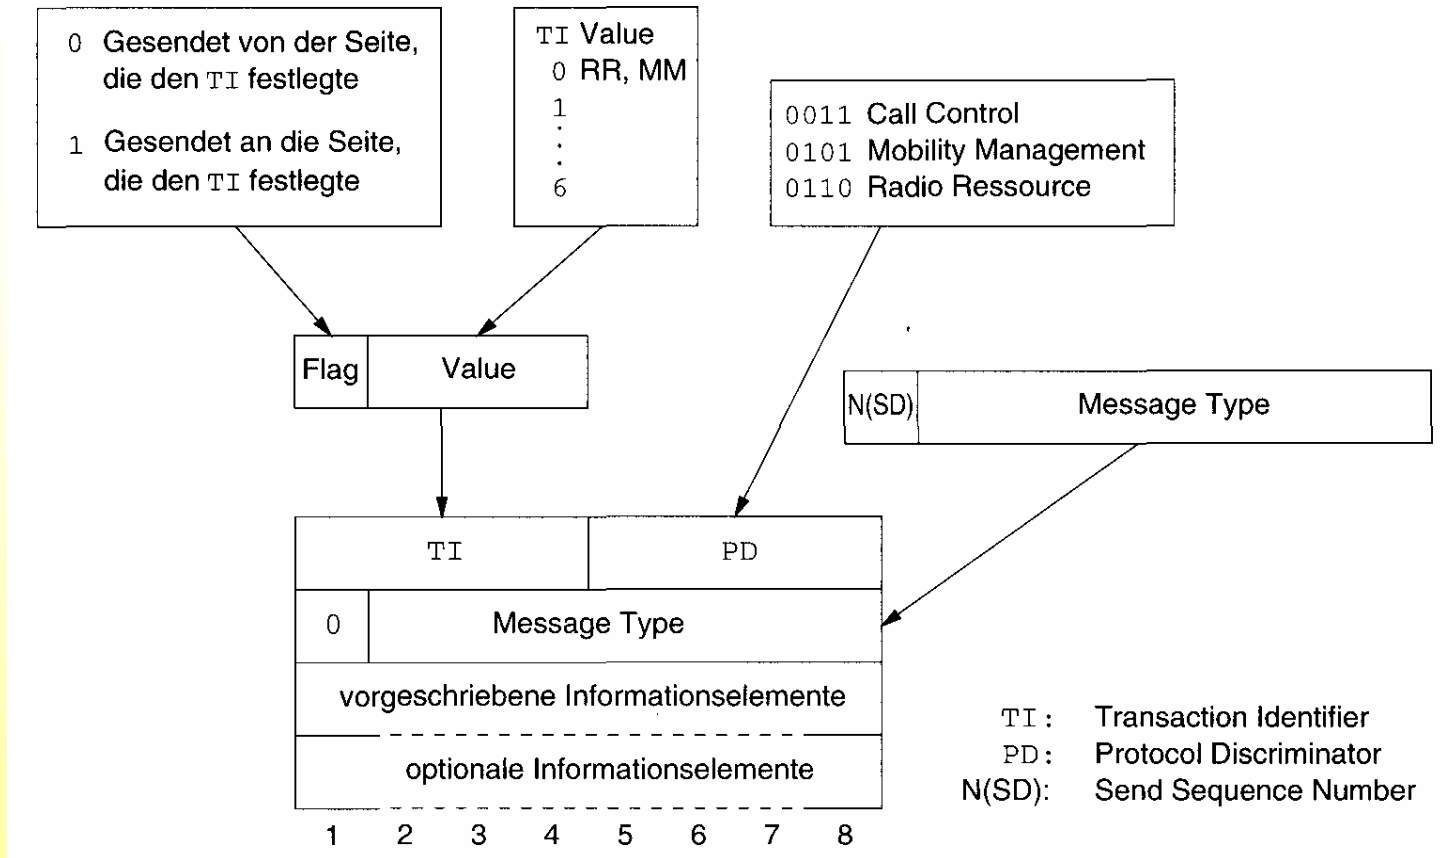 0 Gesendet von der Seite,
die den TI festlegte
1 Gesendet an die Seite,
die den TI festlegte
TI Value
0 RR, MM
1
.
.
.
6
0011 Call Control
0101 Mobility Management
0110 Radio Ressource
Flag Value
N(SD) Message Type
TI PD
0 Message Type
vorgeschriebene Informationselemente
optionale Informationselemente
1 2 3 4 5 6 7 8
TI: Transaction Identifier
PD: Protocol Discriminator
N(SD): Send Sequence Number